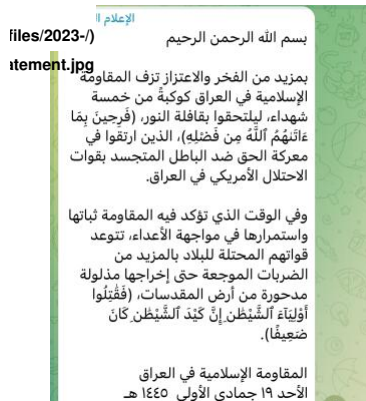 الإعلام ا
files/2023-/)
بسم الله الرحمن الرحيم
atement.jpg
بمزيد من الفخر والاعتزاز تزف المقاومة
الإسلامية في العراق كوكبةً من خمسة
شهداء، ليلتحقوا بقافلة النور، (فَرِحِينَ بِمَا
ءَاتَىٰهُمُ ٱللَّهُ مِن فَضۡلِهِ)، الذين ارتقوا في
معركة الحق ضد الباطل المتجسد بقوات
الاحتلال الأمريكي في العراق.
وفي الوقت الذي تؤكد فيه المقاومة ثباتها
واستمرارها في مواجهة الأعداء، تتوعد
قواتهم المحتلة للبلاد بالمزيد من
الضربات الموجعة حتى إخراجها مذلولة
مدحورة من أرض المقدسات، (فَقَٰتِلُوا
أَوۡلِيَآءَ ٱلشَّيۡطَٰنِ إِنَّ كَيۡدَ ٱلشَّيۡطَٰنِ كَانَ
ضَعِيفًا).
المقاومة الإسلامية في العراق
الأحد ١٩ جمادي الأولى ١٤٤٥ هـ